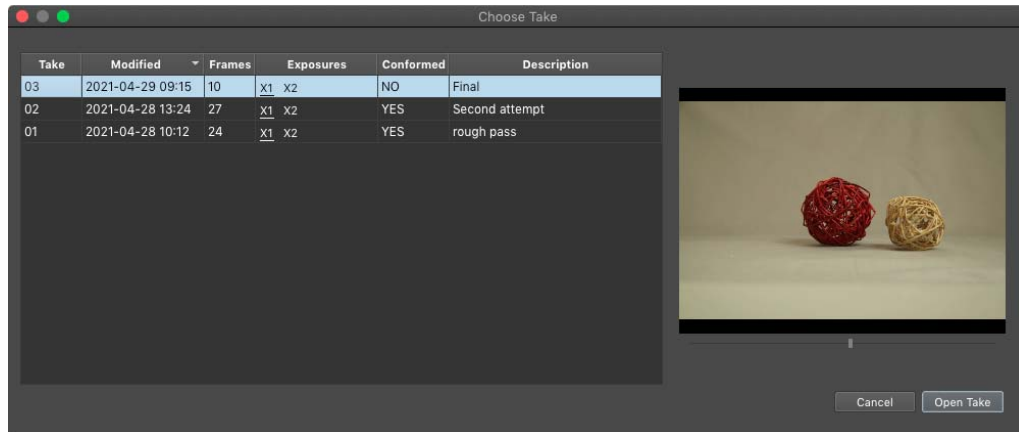 Choose Take
Take Modified Frames Exposures Conformed Description
03 2021-04-29 09:15 10 X1 X2 NO Final
02 2021-04-28 13:24 27 X1 X2 YES Second attempt
01 2021-04-28 10:12 24 X1 X2 YES rough pass
Cancel Open Take